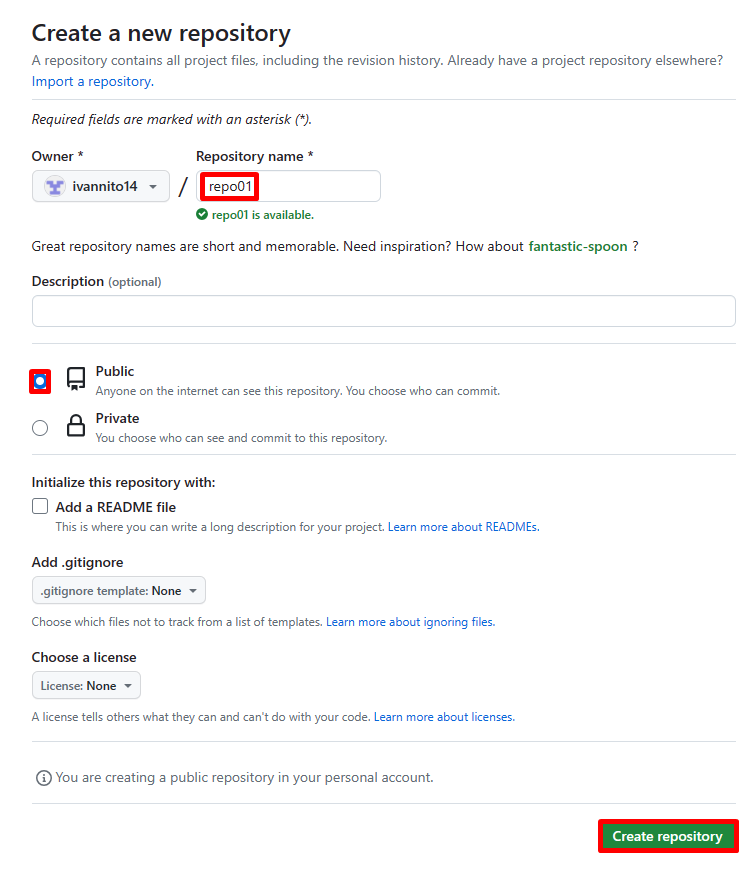 Create a new repository
A repository contains all project files, including the revision history. Already have a project repository elsewhere?
Import a repository.
Required fields are marked with an asterisk (*).
Owner * Repository name *
ivannito14 / repo01
repo01 is available.
Great repository names are short and memorable. Need inspiration? How about fantastic-spoon ?
Description (optional)
Public
Anyone on the internet can see this repository. You choose who can commit.
Private
You choose who can see and commit to this repository.
Initialize this repository with:
Add a README file
This is where you can write a long description for your project. Learn more about READMEs.
Add .gitignore
.gitignore template: None
Choose which files not to track from a list of templates. Learn more about ignoring files.
Choose a license
License: None
A license tells others what they can and can't do with your code. Learn more about licenses.
You are creating a public repository in your personal account.
Create repository